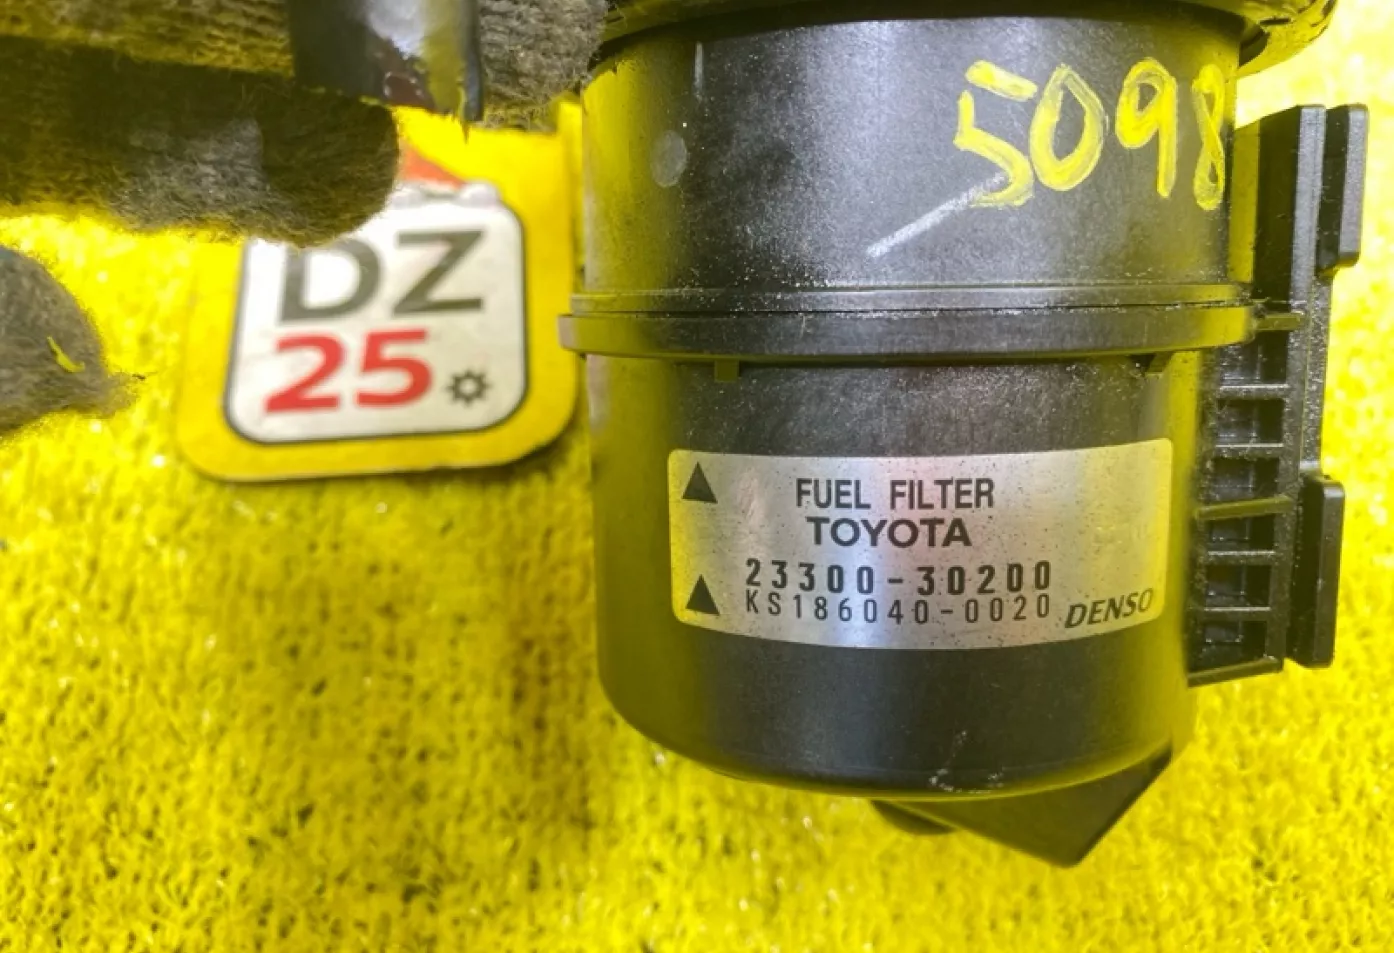 5098
DZ
25
FUEL FILTER
TOYOTA
23300-30200
KS186040-0020 DENSO